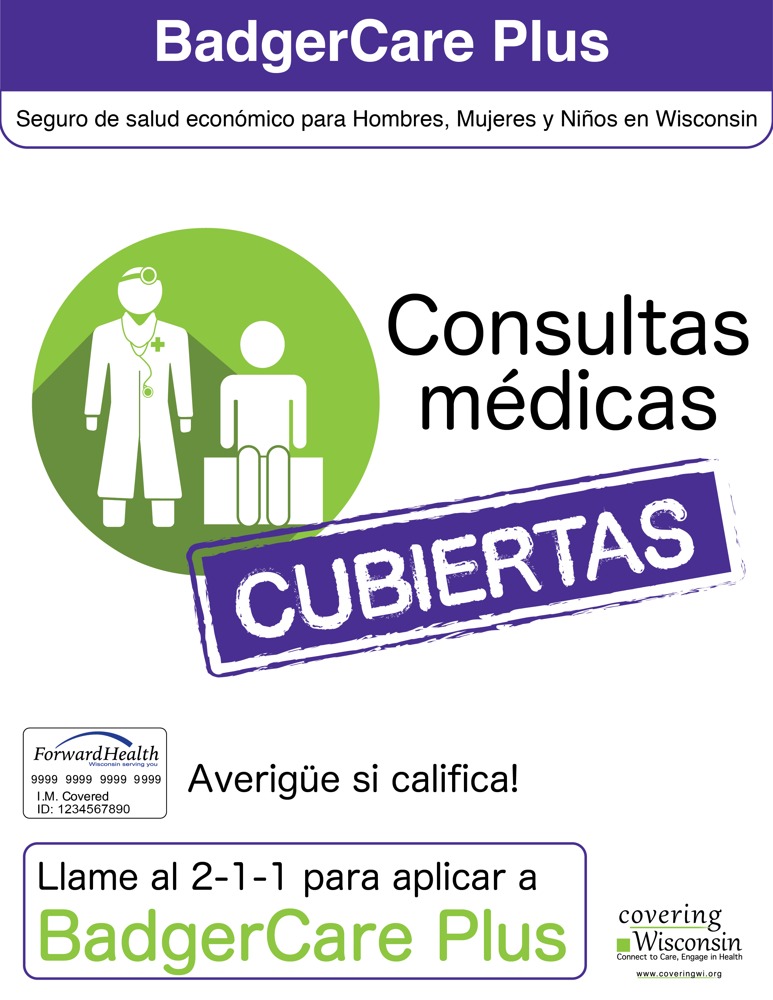 BadgerCare Plus
Seguro de salud económico para Hombres, Mujeres y Niños en Wisconsin
Consultas
médicas
CUBIERTAS
ForwardHealth
Wisconsin serving you
9999 9999 9999 9999
I.M. Covered
ID: 1234567890
Averigüe si califica!
Llame al 2-1-1 para aplicar a
BadgerCare Plus
covering
Wisconsin
Connect to Care, Engage in Health
www.coveringwi.org